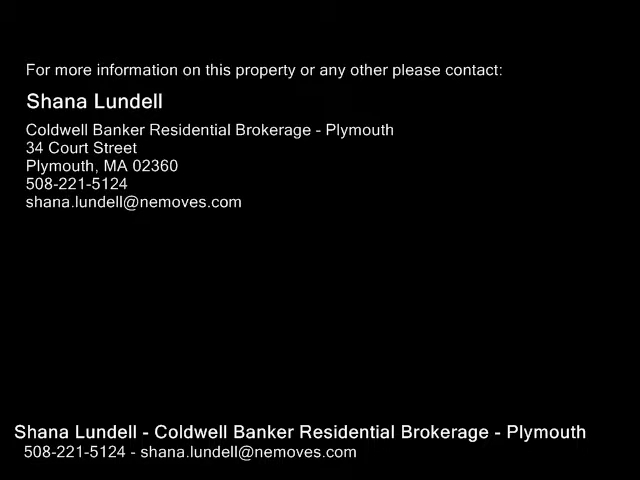 For more information on this property or any other please contact:
Shana Lundell
Coldwell Banker Residential Brokerage - Plymouth
34 Court Street
Plymouth, MA 02360
508-221-5124
shana.lundell@nemoves.com
Shana Lundell - Coldwell Banker Residential Brokerage - Plymouth
508-221-5124 - shana.lundell@nemoves.com